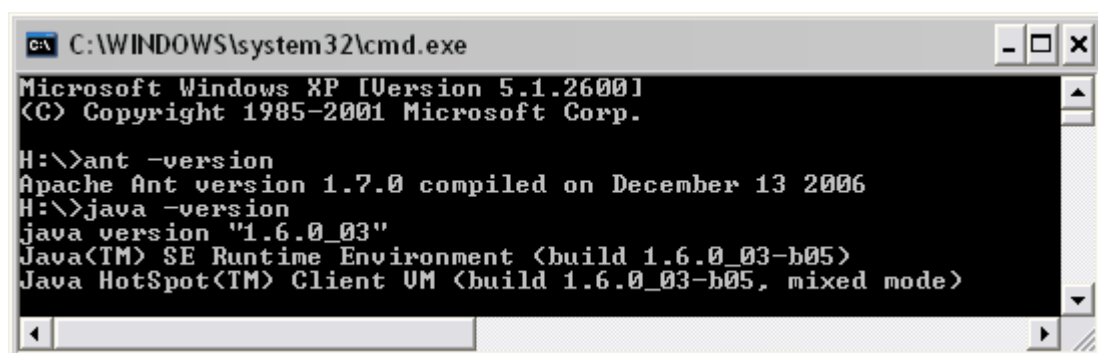 C:\WINDOWS\system32\cmd.exe
Microsoft Windows XP [Version 5.1.2600]
(C) Copyright 1985-2001 Microsoft Corp.
H:\>ant -version
Apache Ant version 1.7.0 compiled on December 13 2006
H:\>java -version
java version "1.6.0_03"
Java(TM) SE Runtime Environment (build 1.6.0_03-b05)
Java HotSpot(TM) Client VM (build 1.6.0_03-b05, mixed mode)